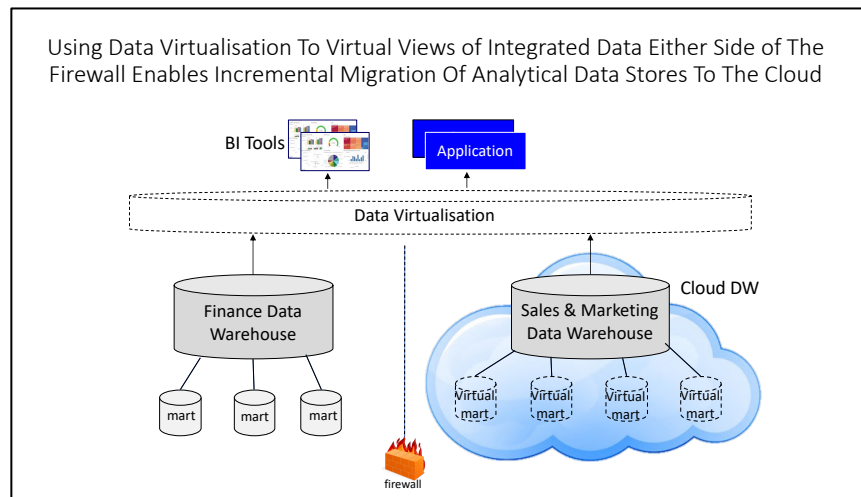 Using Data Virtualisation To Virtual Views of Integrated Data Either Side of The
Firewall Enables Incremental Migration Of Analytical Data Stores To The Cloud
BI Tools
Application
Data Virtualisation
Finance Data
Warehouse
Cloud DW
Sales & Marketing
Data Warehouse
mart
mart
mart
Virtual
mart
Virtual
mart
Virtual
mart
Virtual
mart
firewall